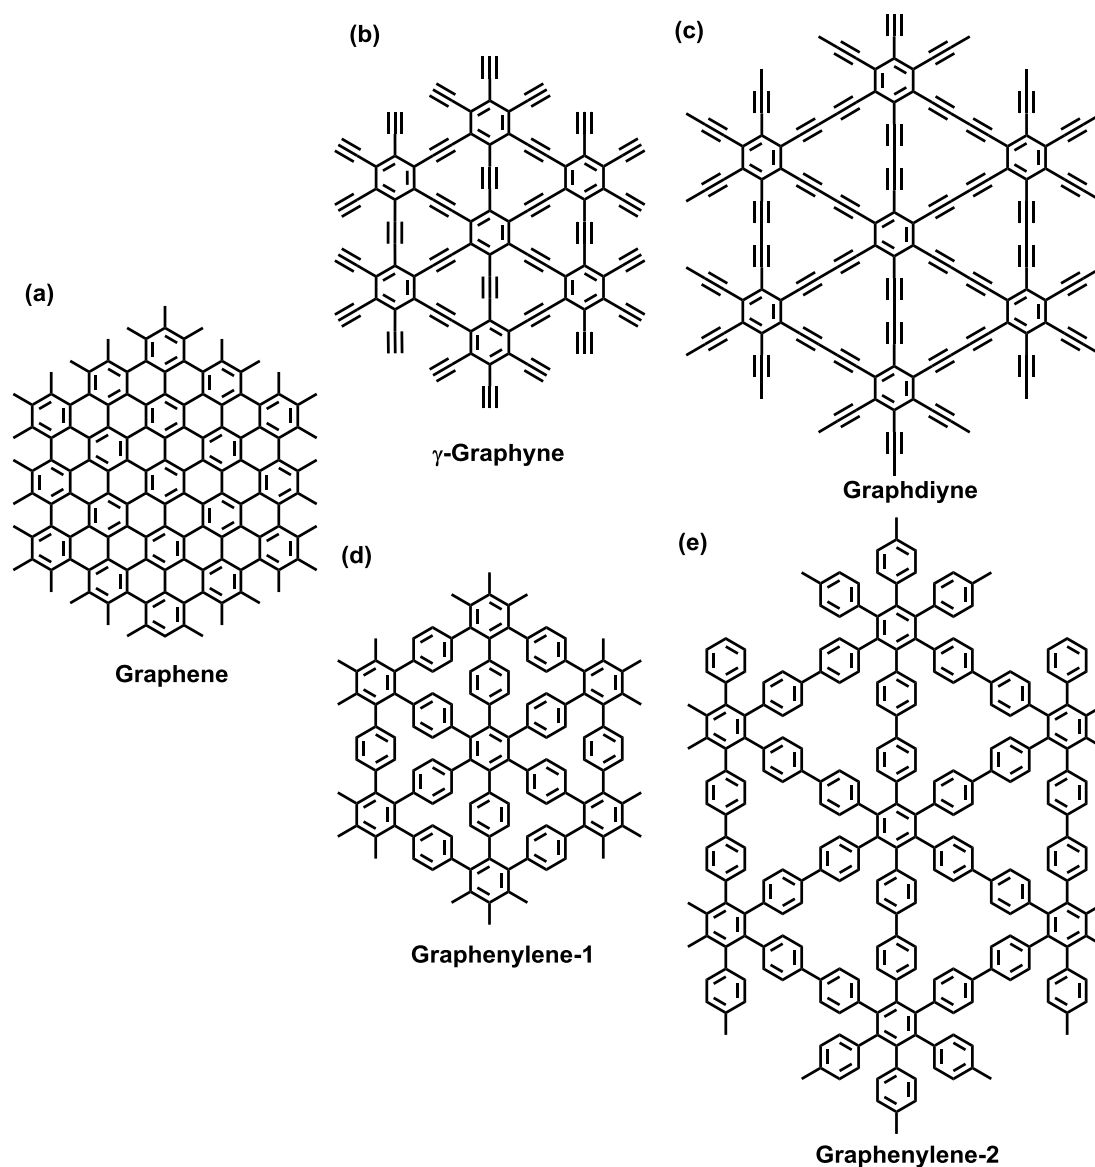 (b)
(c)
(a)
γ-Graphyne
Graphdiyne
(d)
(e)
Graphene
Graphenylene-1
Graphenylene-2